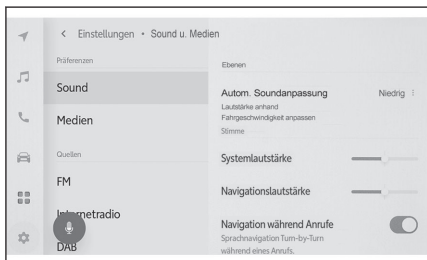 < Einstellungen • Sound u. Medien
Präferenzen
Sound
Medien
Quellen
FM
Internetradio
DAB
Ebenen
Autom. Soundanpassung Niedrig
Lautstärke anhand
Fahrgeschwindigkeit anpassen
Stimme
Systemlautstärke
Navigationslautstärke
Navigation während Anrufe
Sprachnavigation Turn-by-Turn
während eines Anrufs.